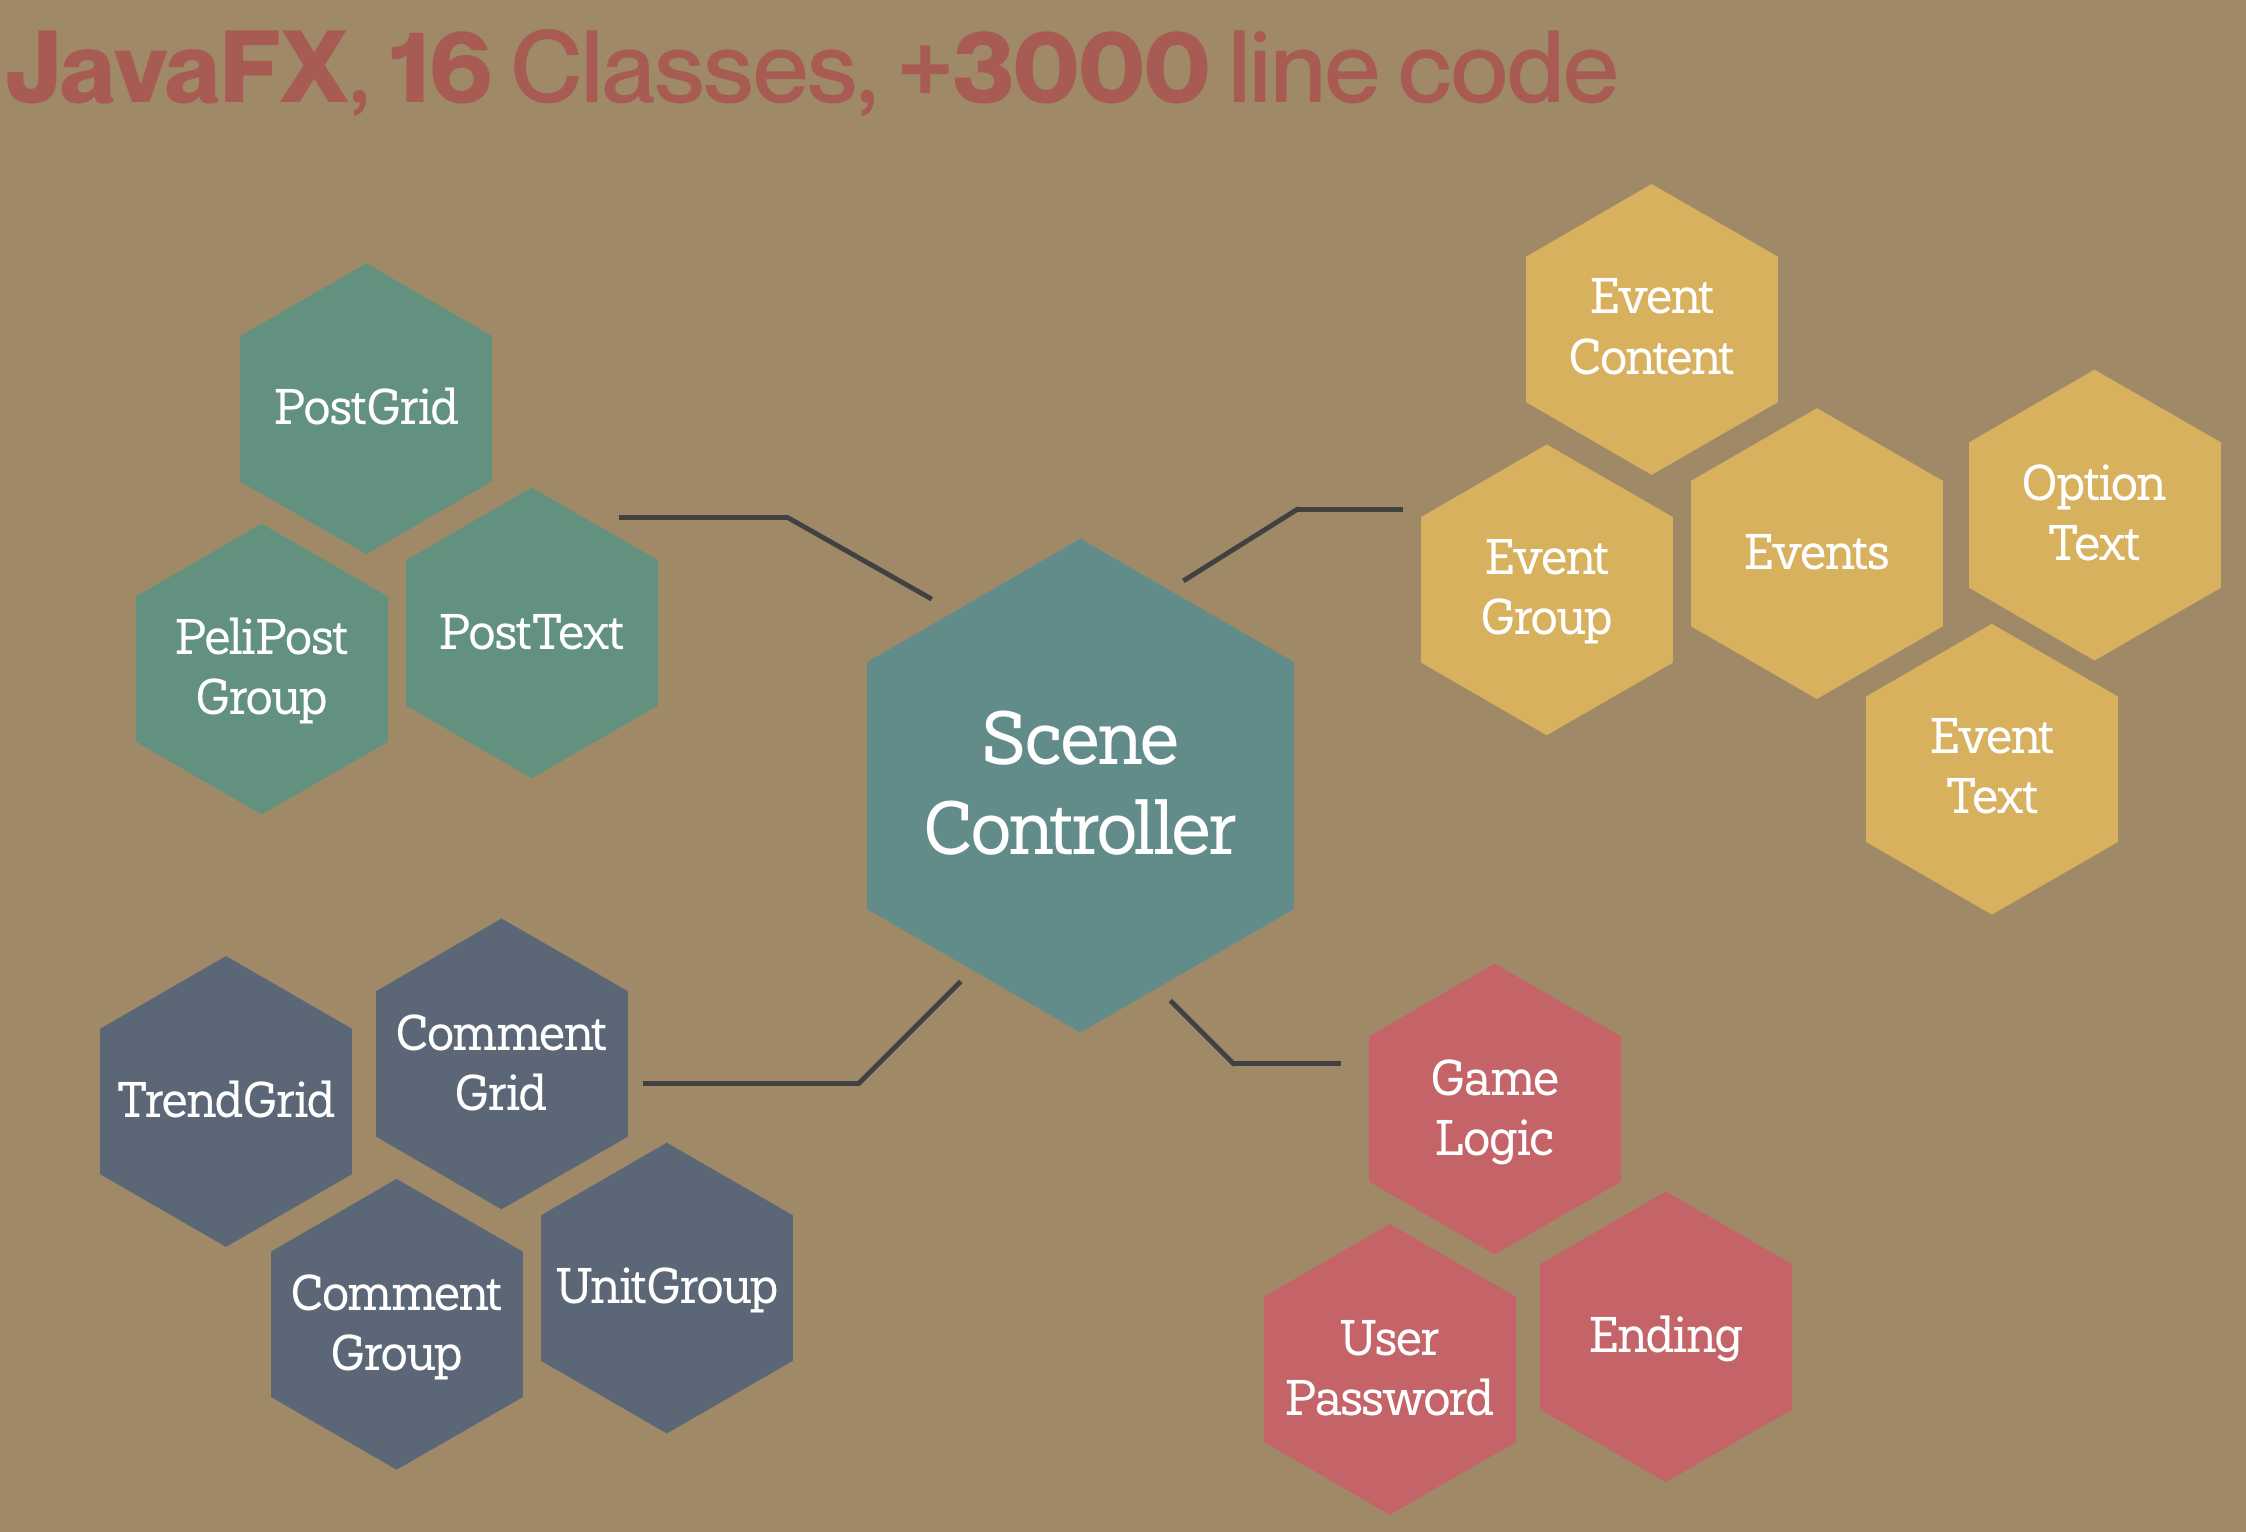 JavaFX, 16 Classes, +3000 line code
PostGrid
PeliPost
Group
PostText
Event
Content
Event
Group
Events
Option
Text
Event
Text
Scene
Controller
TrendGrid
Comment
Grid
Comment
Group
UnitGroup
Game
Logic
User
Password
Ending